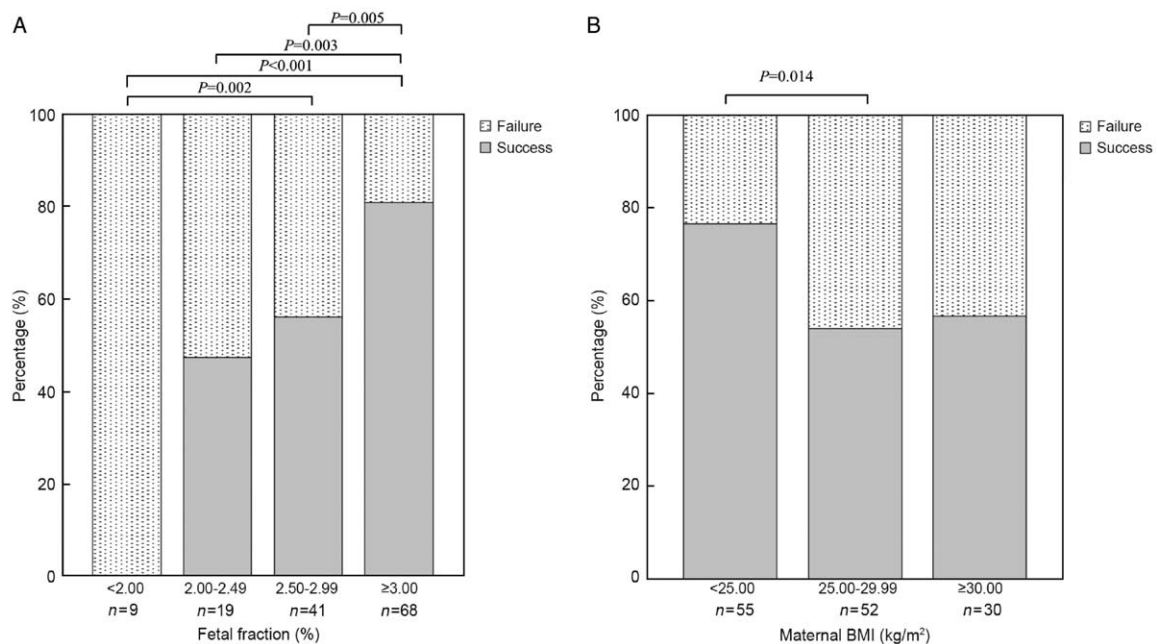 A
P=0.005
P=0.003
P<0.001
P=0.002
Failure
Success
100
80
60
40
20
0
Percentage (%)
<2.00 2.00-2.49 2.50-2.99 ≥3.00
n=9 n=19 n=41 n=68
Fetal fraction (%)
B
P=0.014
Failure
Success
100
80
60
40
20
0
Percentage (%)
<25.00 25.00-29.99 ≥30.00
n=55 n=52 n=30
Maternal BMI (kg/m²)